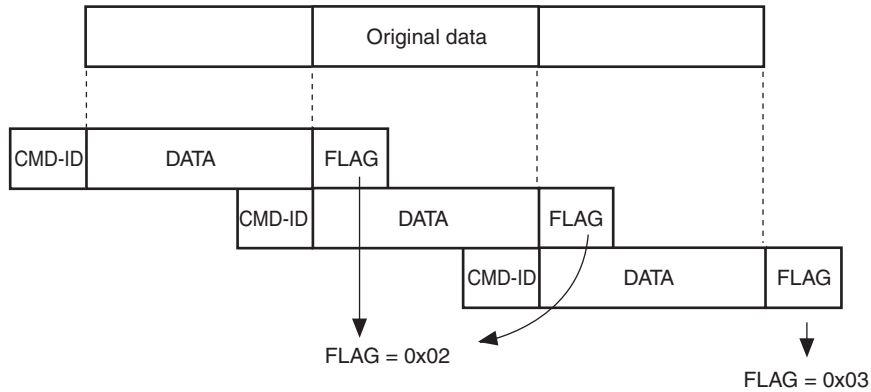 Original data
CMD-ID DATA FLAG
CMD-ID DATA FLAG
CMD-ID DATA FLAG
FLAG = 0x02
FLAG = 0x03